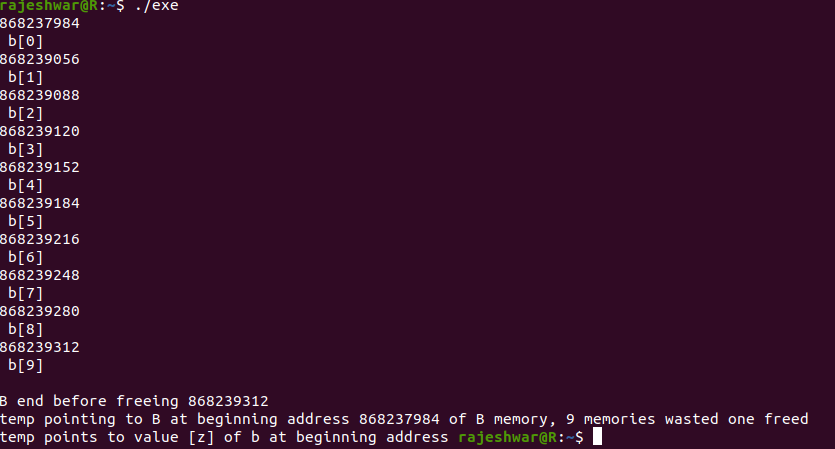 rajeshwar@R:~$ ./exe
868237984
 b[0]
868239056
 b[1]
868239088
 b[2]
868239120
 b[3]
868239152
 b[4]
868239184
 b[5]
868239216
 b[6]
868239248
 b[7]
868239280
 b[8]
868239312
 b[9]

B end before freeing 868239312
temp pointing to B at beginning address 868237984 of B memory, 9 memories wasted one freed
temp points to value [z] of b at beginning address rajeshwar@R:~$